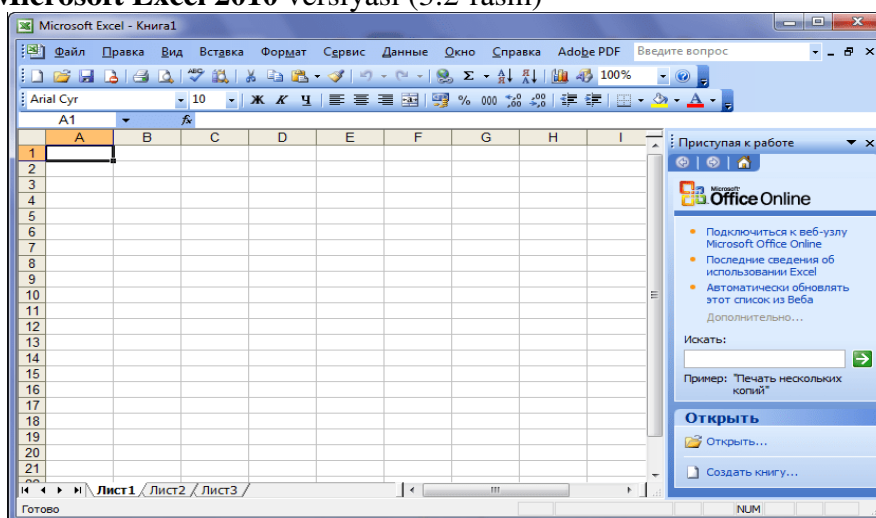 Microsoft Excel 2010 versiyasi (3.2 rasm)
Microsoft Excel - Книга1
Файл Правка Вид Вставка Формат Сервис Данные Окно Справка Adobe PDF Введите вопрос
100%
Arial Cyr 10 Ж К Ч % 000
A1 fx
A B C D E F G H I
1
2
3
4
5
6
7
8
9
10
11
12
13
14
15
16
17
18
19
20
21
Приступая к работе
Microsoft
Office Online
Подключиться к веб-узлу
Microsoft Office Online
Последние сведения об
использовании Excel
Автоматически обновлять
этот список из Веба
Дополнительно...
Искать:
Пример: "Печать нескольких
копий"
Открыть
Открыть...
Создать книгу...
Лист1 Лист2 Лист3
Готово NUM